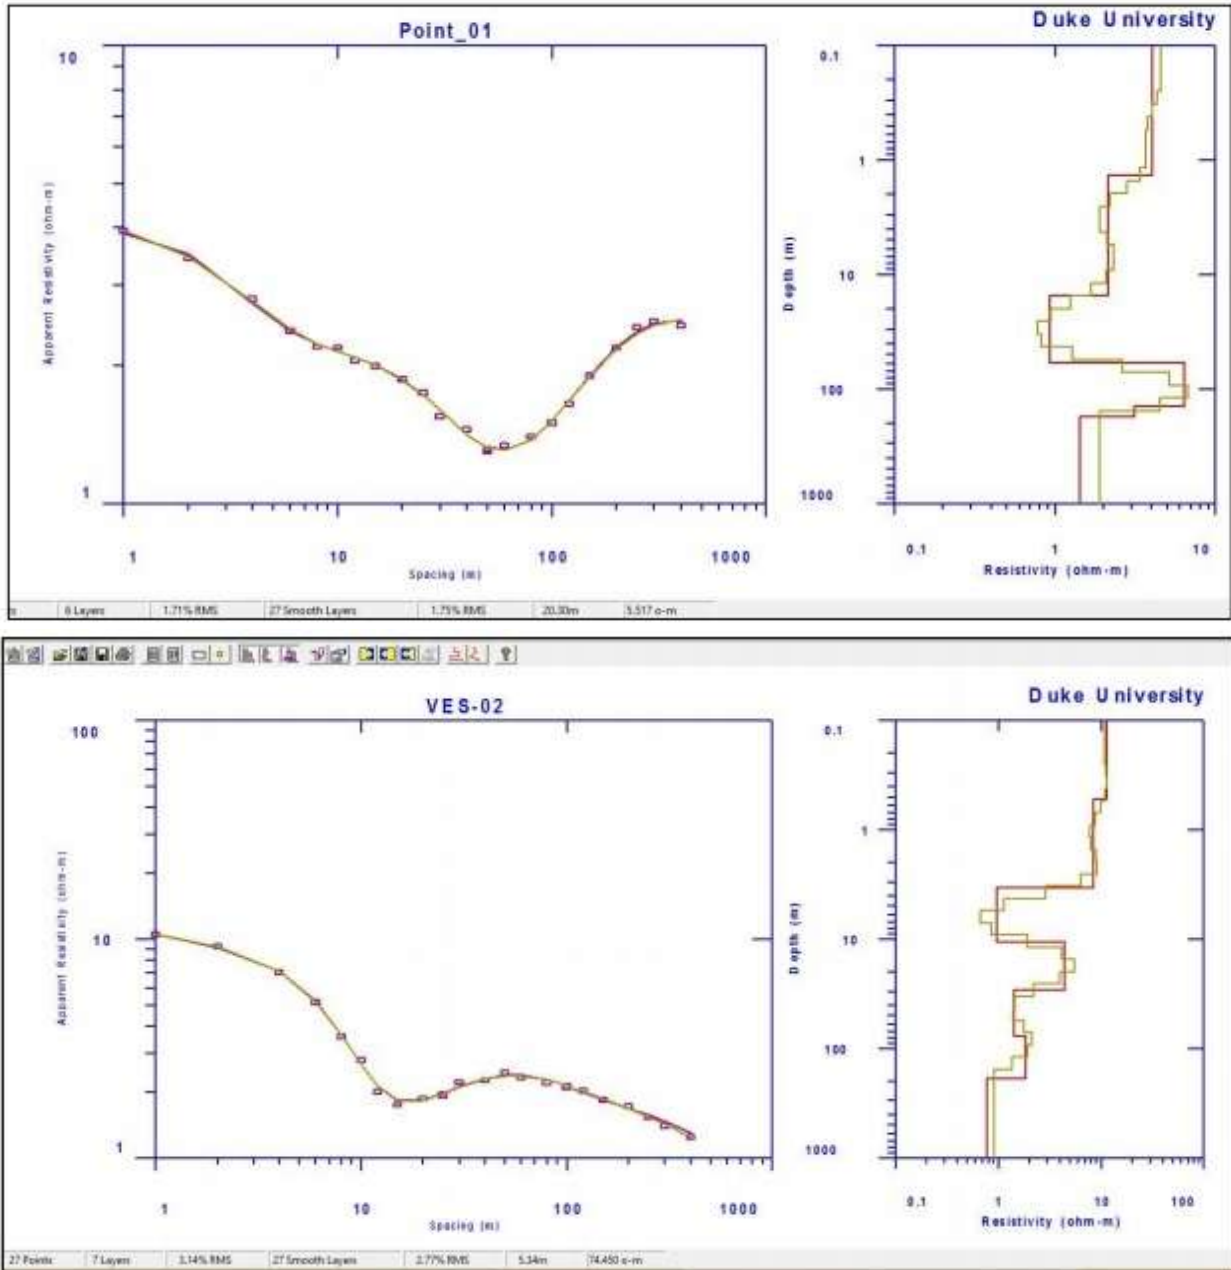 Point_01
Duke University
10
1
Apparent Resistivity (ohm-m)
1 10 100 1000
Spacing (m)
0.1
1
10
100
1000
Depth (m)
0.1 1 10
Resistivity (ohm-m)
s 6 Layers 1.71% RMS 27 Smooth Layers 1.75% RMS 20.30m 5.517 o-m
VES-02
Duke University
100
10
1
Apparent Resistivity (ohm-m)
1 10 100 1000
Spacing (m)
0.1
1
10
100
1000
Depth (m)
0.1 1 10 100
Resistivity (ohm-m)
27 Points 7 Layers 3.14% RMS 27 Smooth Layers 2.77% RMS 5.34m 74.450 o-m